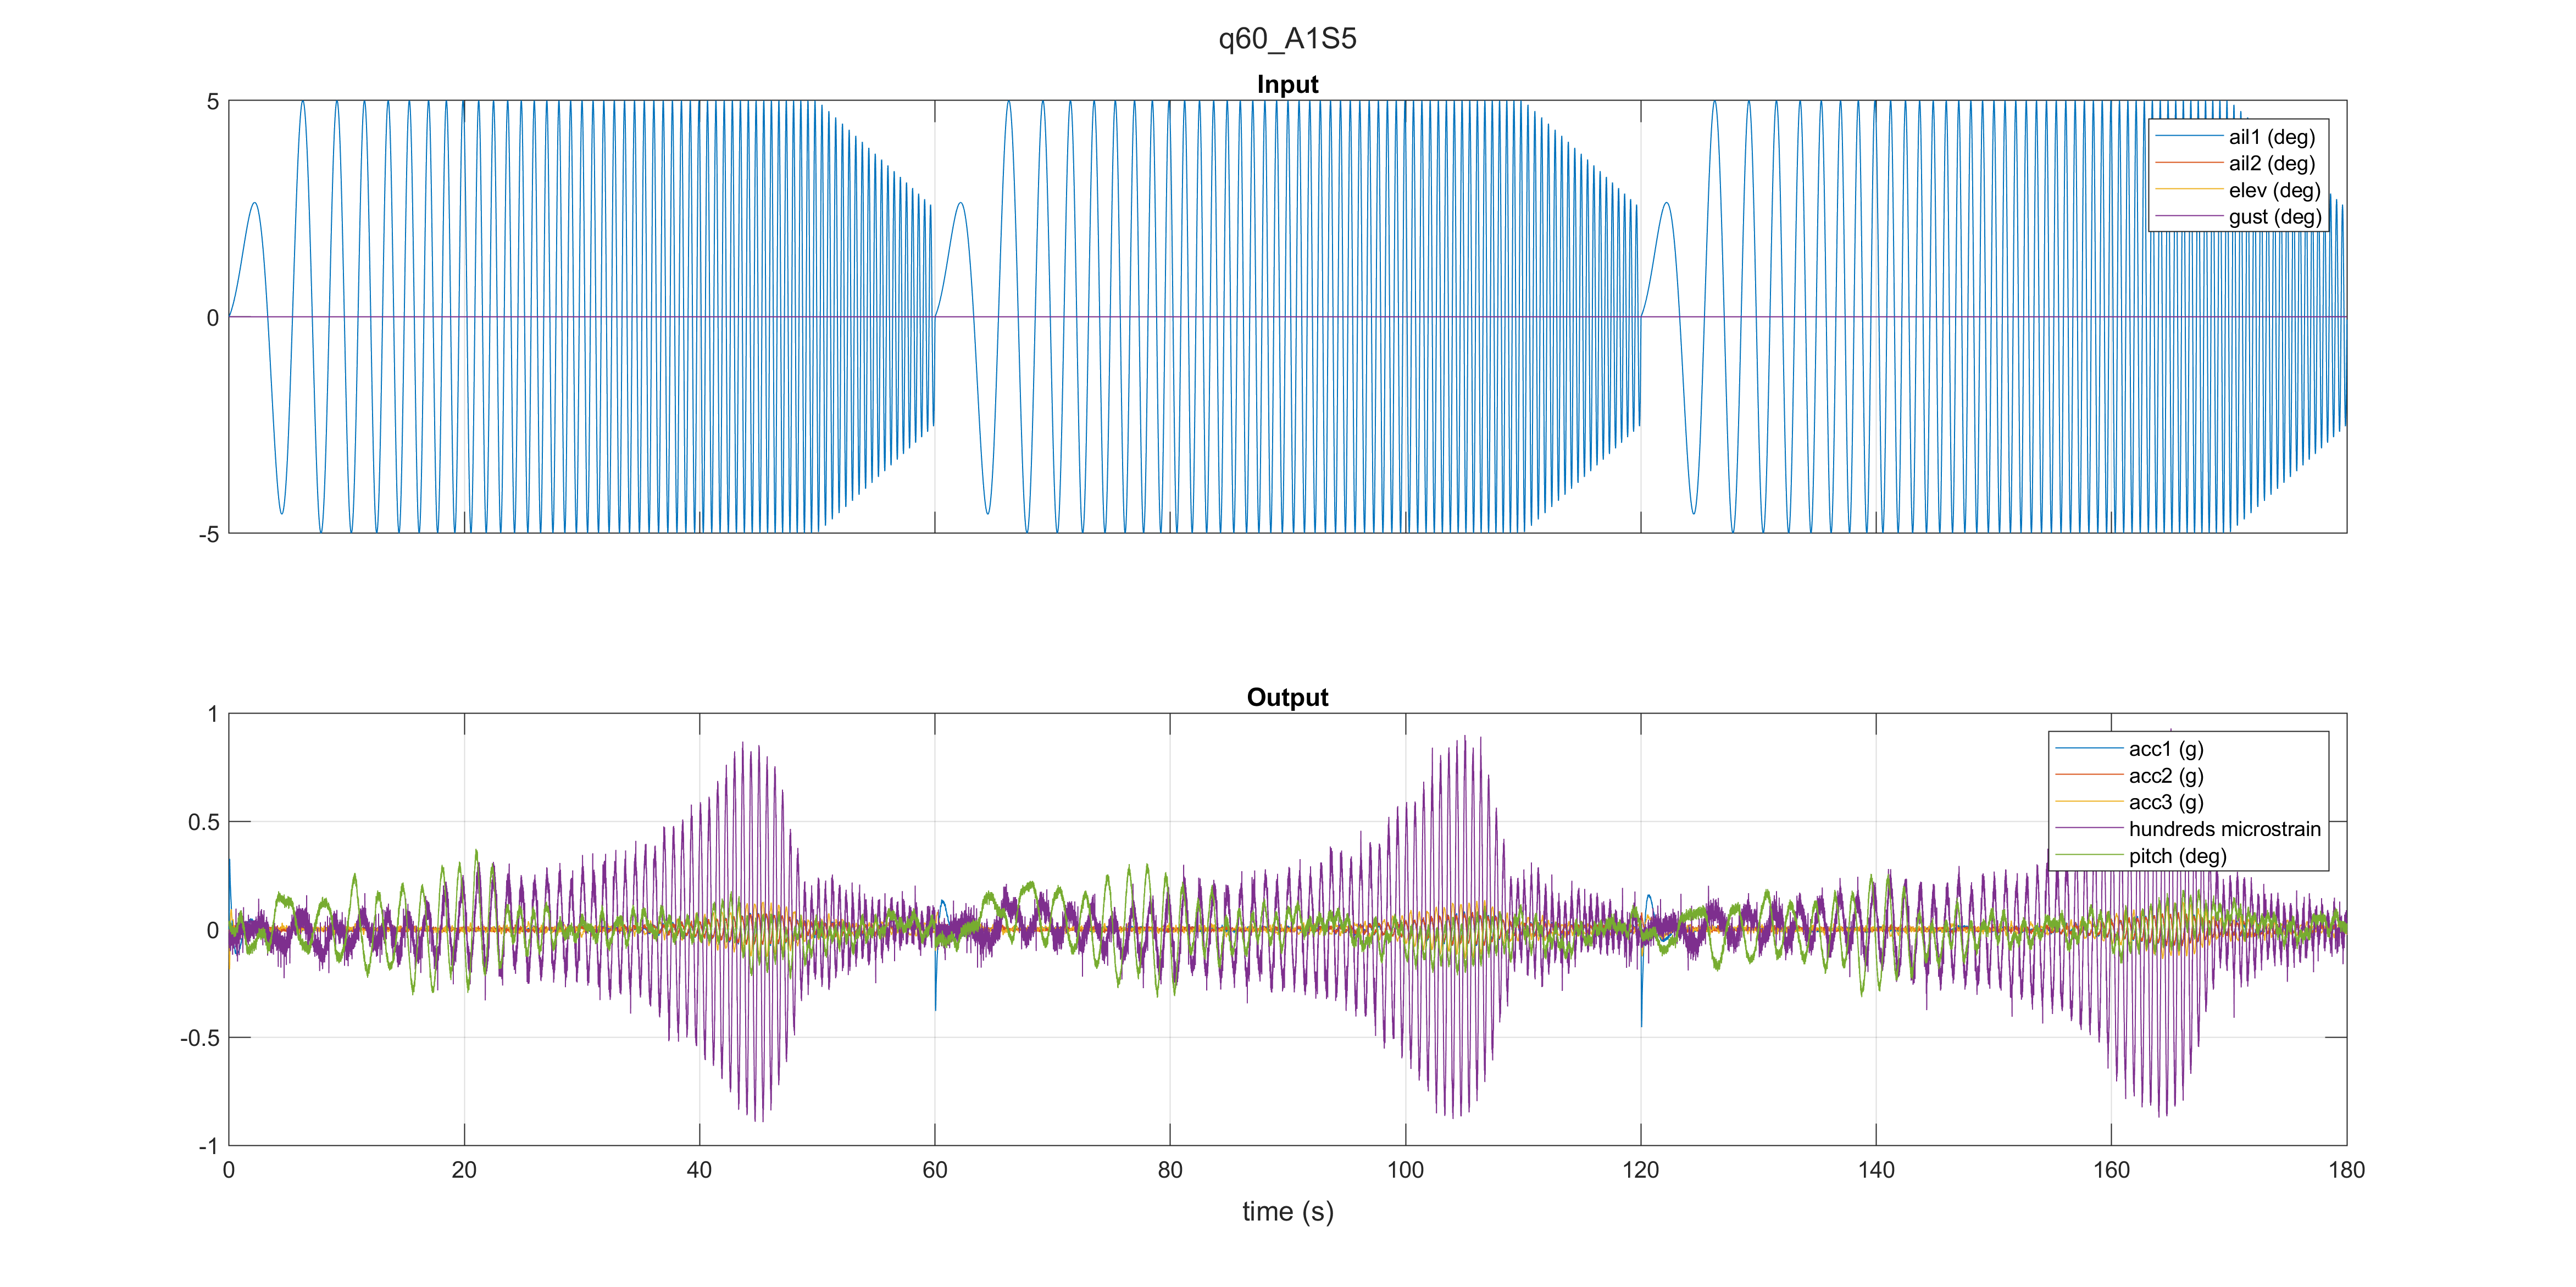 q60_A1S5
Input
5
0
-5
ail1 (deg)
ail2 (deg)
elev (deg)
gust (deg)
Output
1
0.5
0
-0.5
-1
acc1 (g)
acc2 (g)
acc3 (g)
hundreds microstrain
pitch (deg)
0 20 40 60 80 100 120 140 160 180
time (s)